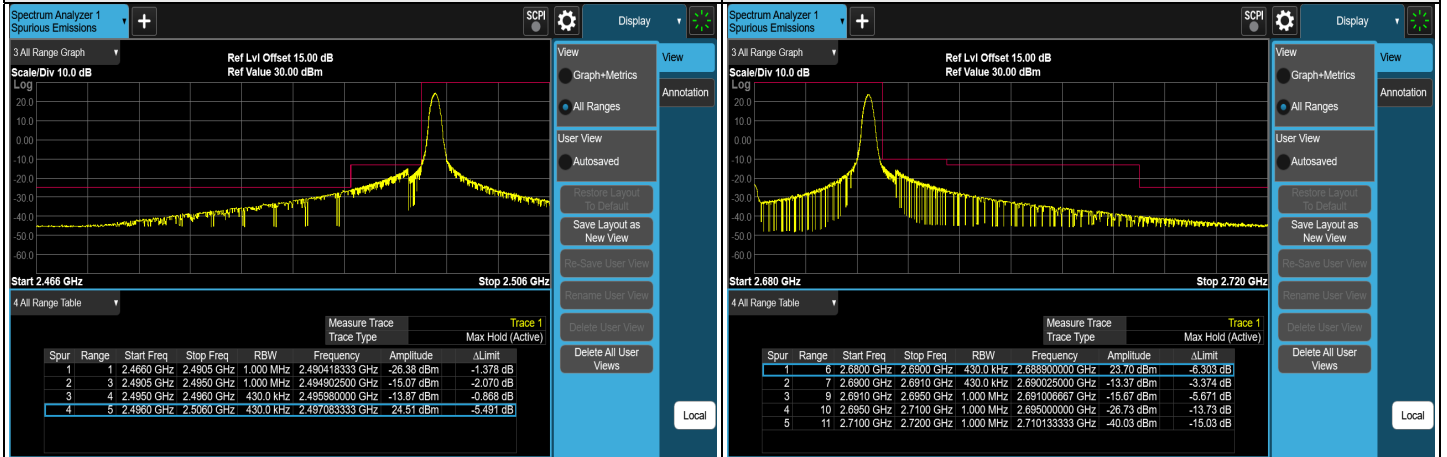 Spectrum Analyzer 1
Spurious Emissions
+
SCPI
Display
3 All Range Graph
Ref Lvl Offset 15.00 dB
Scale/Div 10.0 dB
Ref Value 30.00 dBm
Log
20.0
10.0
0.00
-10.0
-20.0
-30.0
-40.0
-50.0
-60.0
Start 2.466 GHz
Stop 2.506 GHz
4 All Range Table
Measure Trace Trace 1
Trace Type Max Hold (Active)
Spur Range Start Freq Stop Freq RBW Frequency Amplitude ΔLimit
1 1 2.4660 GHz 2.4905 GHz 1.000 MHz 2.490418333 GHz -26.38 dBm -1.378 dB
2 3 2.4905 GHz 2.4950 GHz 1.000 MHz 2.494902500 GHz -15.07 dBm -2.070 dB
3 4 2.4950 GHz 2.4960 GHz 430.0 kHz 2.495980000 GHz -13.87 dBm -0.868 dB
4 5 2.4960 GHz 2.5060 GHz 430.0 kHz 2.497083333 GHz 24.51 dBm -5.491 dB
View
Graph+Metrics
All Ranges
User View
Autosaved
Restore Layout
To Default
Save Layout as
New View
Re-Save User View
Rename User View
Delete User View
Delete All User
Views
View
Annotation
Local
Spectrum Analyzer 1
Spurious Emissions
+
SCPI
Display
3 All Range Graph
Ref Lvl Offset 15.00 dB
Scale/Div 10.0 dB
Ref Value 30.00 dBm
Log
20.0
10.0
0.00
-10.0
-20.0
-30.0
-40.0
-50.0
-60.0
Start 2.680 GHz
Stop 2.720 GHz
4 All Range Table
Measure Trace Trace 1
Trace Type Max Hold (Active)
Spur Range Start Freq Stop Freq RBW Frequency Amplitude ΔLimit
1 6 2.6800 GHz 2.6900 GHz 430.0 kHz 2.688900000 GHz 23.70 dBm -6.303 dB
2 7 2.6900 GHz 2.6910 GHz 430.0 kHz 2.690025000 GHz -13.37 dBm -3.374 dB
3 9 2.6910 GHz 2.6950 GHz 1.000 MHz 2.691006667 GHz -15.67 dBm -5.671 dB
4 10 2.6950 GHz 2.7100 GHz 1.000 MHz 2.695000000 GHz -26.73 dBm -13.73 dB
5 11 2.7100 GHz 2.7200 GHz 1.000 MHz 2.710133333 GHz -40.03 dBm -15.03 dB
View
Graph+Metrics
All Ranges
User View
Autosaved
Restore Layout
To Default
Save Layout as
New View
Re-Save User View
Rename User View
Delete User View
Delete All User
Views
View
Annotation
Local